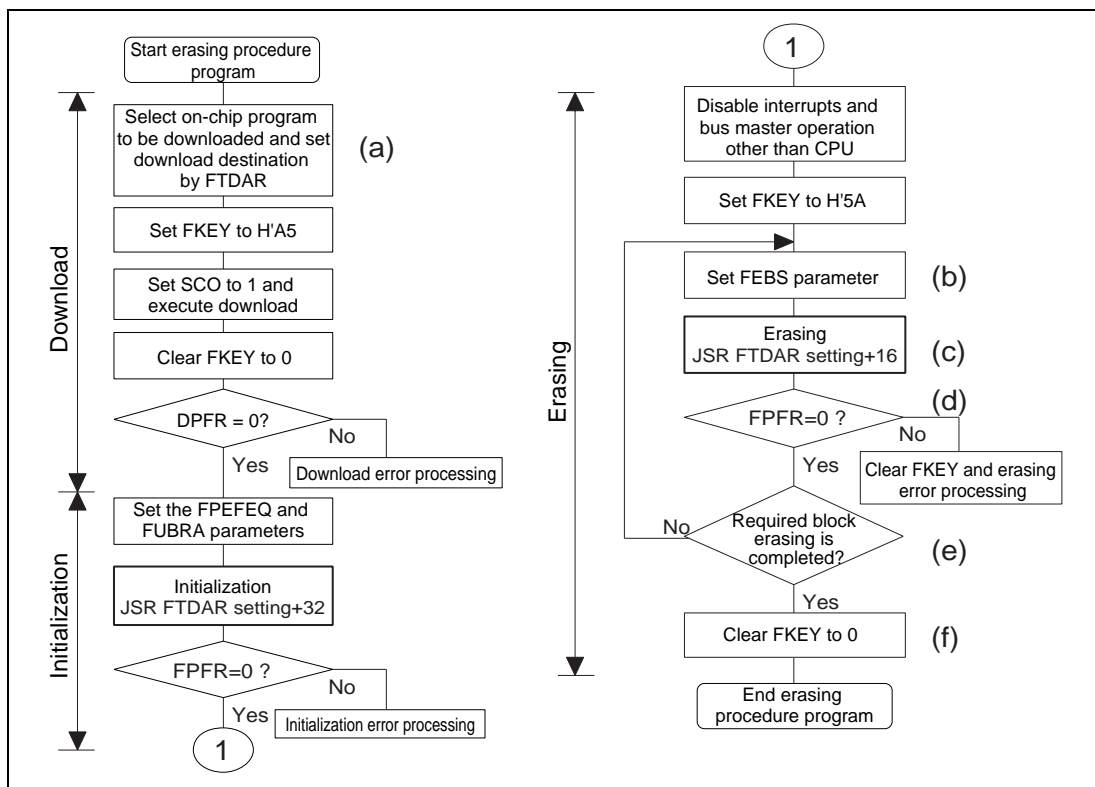 Start erasing procedure
program
Download
Select on-chip program
to be downloaded and set
download destination
by FTDAR
(a)
Set FKEY to H'A5
Set SCO to 1 and
execute download
Clear FKEY to 0
DPFR = 0?
No
Yes
Download error processing
Initialization
Set the FPEFEQ and
FUBRA parameters
Initialization
JSR FTDAR setting+32
FPFR=0 ?
No
Yes
Initialization error processing
1
1
Erasing
Disable interrupts and
bus master operation
other than CPU
Set FKEY to H'5A
Set FEBS parameter
(b)
Erasing
JSR FTDAR setting+16
(c)
(d)
FPFR=0 ?
No
Yes
Clear FKEY and erasing
error processing
No
Required block
erasing is
completed?
(e)
Yes
Clear FKEY to 0
(f)
End erasing
procedure program